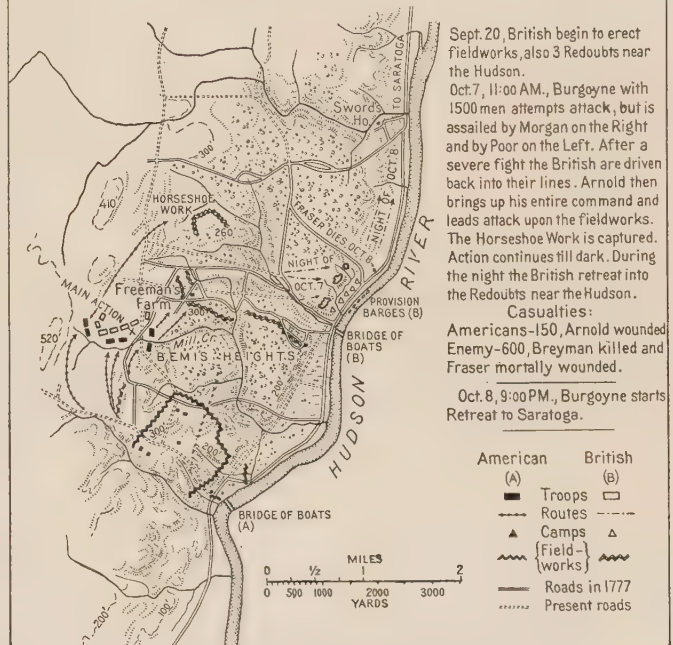 Sept. 20, British begin to erect
fieldworks, also 3 Redoubts near
the Hudson.
Oct. 7, 11:00 AM., Burgoyne with
1500 men attempts attack, but is
assailed by Morgan on the Right
and by Poor on the Left. After a
severe fight the British are driven
back into their lines. Arnold then
brings up his entire command and
leads attack upon the fieldworks.
The Horseshoe Work is captured.
Action continues till dark. During
the night the British retreat into
the Redoubts near the Hudson.
Casualties:
Americans-150, Arnold wounded
Enemy-600, Breyman killed and
Fraser mortally wounded.
Oct. 8, 9:00 PM., Burgoyne starts
Retreat to Saratoga.
American British
(A) (B)
Troops
Routes
Camps
{Field-
works}
Roads in 1777
Present roads
TO SARATOGA
Swords
Ho.
300
NIGHT OF OCT. 8
410
HORSESHOE
WORK
260
FRASER DIES OCT. 8
NIGHT OF
OCT. 7
RIVER
MAIN ACTION
Freeman's
Farm
300
PROVISION
BARGES (B)
520
Mill Cr.
BEMIS HEIGHTS
BRIDGE OF
BOATS
(B)
200
300
200
HUDSON
BRIDGE OF BOATS
(A)
MILES
0 ½ 1 2
0 500 1000 2000 3000
YARDS
200'
100'